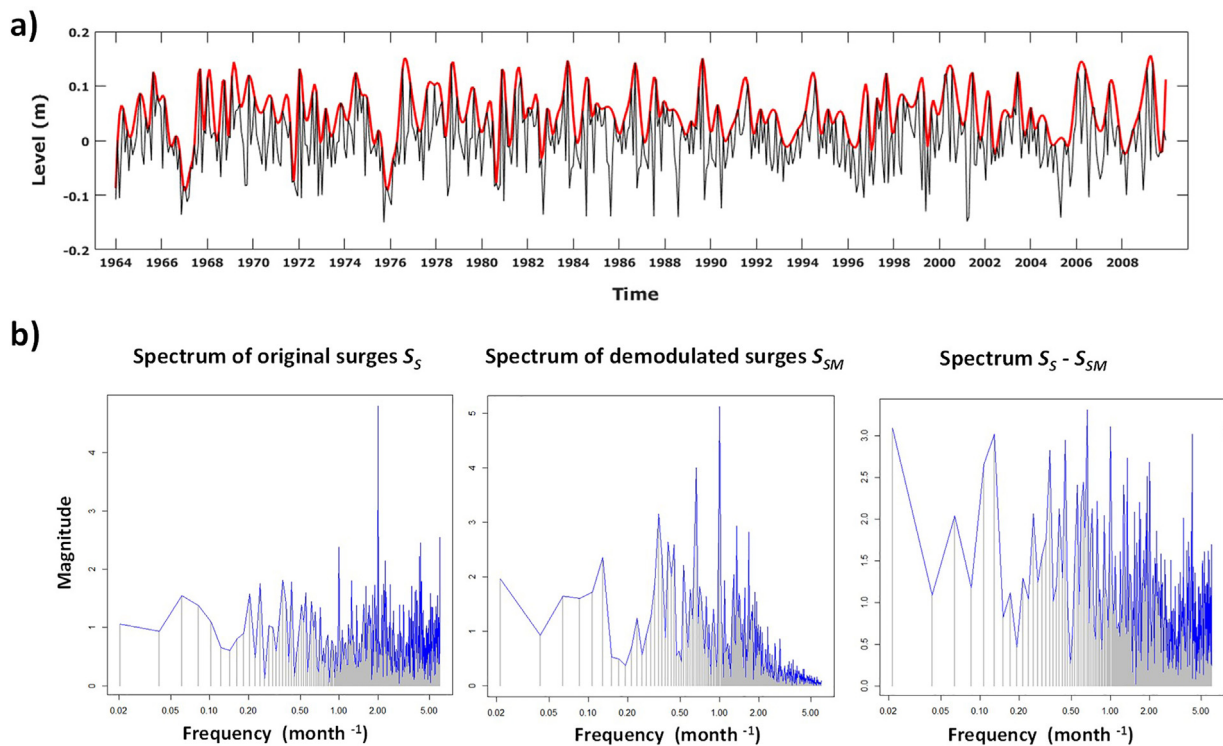 a)
Level (m)
0.2
0.1
0
-0.1
-0.2
1964 1966 1968 1970 1972 1974 1976 1978 1980 1982 1984 1986 1988 1990 1992 1994 1996 1998 2000 2002 2004 2006 2008
Time
b)
Spectrum of original surges S_S
Spectrum of demodulated surges S_SM
Spectrum S_S - S_SM
Magnitude
4
3
2
1
0
0.02 0.05 0.10 0.20 0.50 1.00 2.00 5.00
Frequency (month -1)
5
4
3
2
1
0
0.02 0.05 0.10 0.20 0.50 1.00 2.00 5.00
Frequency (month -1)
3.0
2.5
2.0
1.5
1.0
0.5
0.0
0.02 0.05 0.10 0.20 0.50 1.00 2.00 5.00
Frequency (month -1)